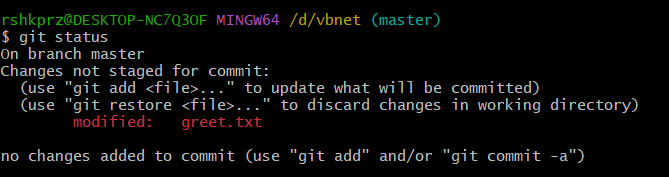 rshkprz@DESKTOP-NC7Q3OF MINGW64 /d/vbnet (master)
$ git status
On branch master
Changes not staged for commit:
  (use "git add <file>..." to update what will be committed)
  (use "git restore <file>..." to discard changes in working directory)
        modified:   greet.txt

no changes added to commit (use "git add" and/or "git commit -a")